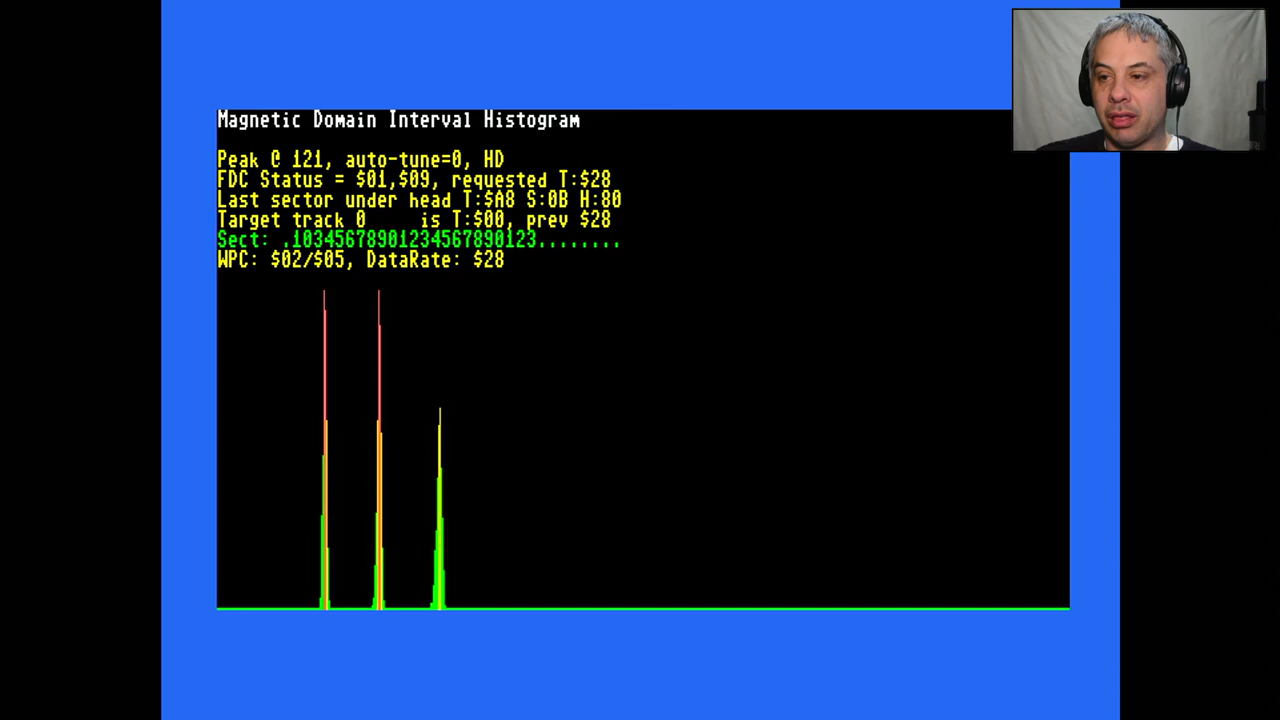 Magnetic Domain Interval Histogram
Peak @ 121, auto-tune=0, HD
FDC Status = $01,$09, requested T:$28
Last sector under head T:$A8 S:0B H:80
Target track 0     is T:$00, prev $28
Sect: .10345678901234567890123........
WPC: $02/$05, DataRate: $28